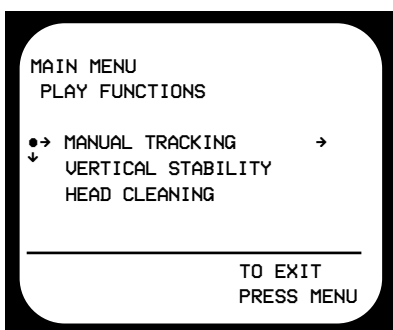 MAIN MENU
PLAY FUNCTIONS
●→ MANUAL TRACKING →
↓ VERTICAL STABILITY
HEAD CLEANING
TO EXIT
PRESS MENU